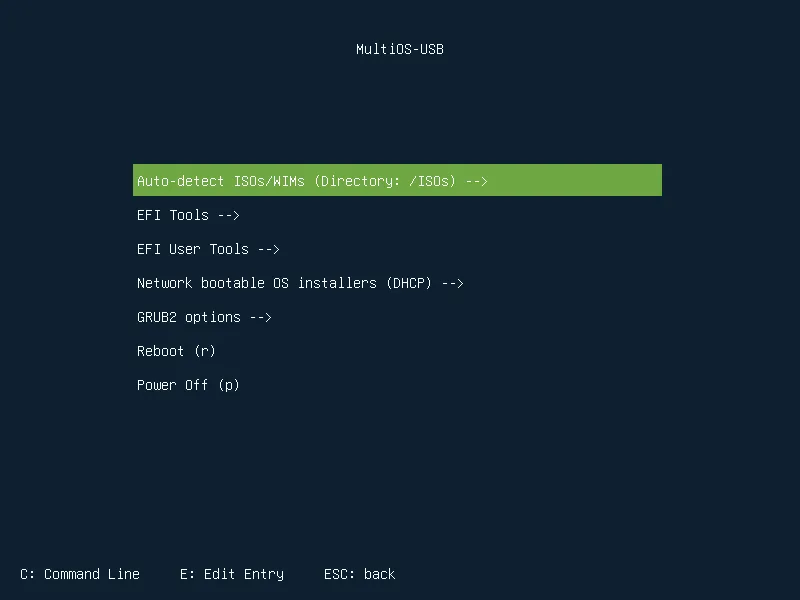 MultiOS-USB
Auto-detect ISOs/WIMs (Directory: /ISOs) -->
EFI Tools -->
EFI User Tools -->
Network bootable OS installers (DHCP) -->
GRUB2 options -->
Reboot (r)
Power Off (p)
C: Command Line E: Edit Entry ESC: back